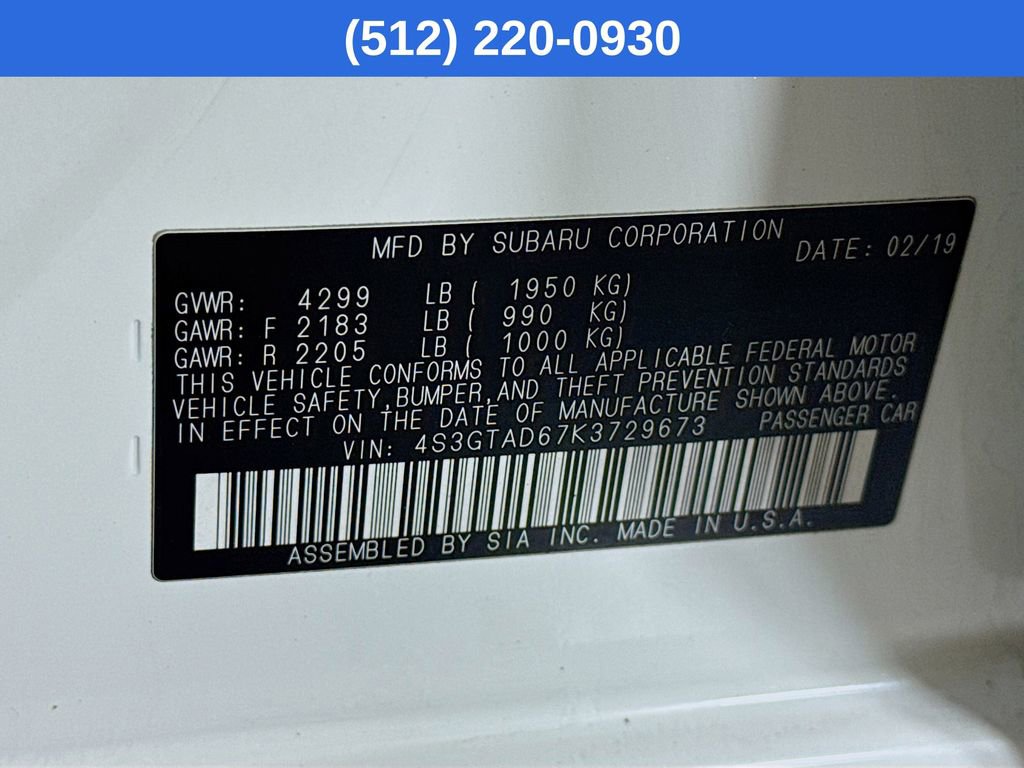 (512) 220-0930
MFD BY SUBARU CORPORATION DATE: 02/19
GVWR: 4299 LB ( 1950 KG)
GAWR: F 2183 LB ( 990 KG)
GAWR: R 2205 LB ( 1000 KG)
THIS VEHICLE CONFORMS TO ALL APPLICABLE FEDERAL MOTOR
VEHICLE SAFETY,BUMPER,AND THEFT PREVENTION STANDARDS
IN EFFECT ON THE DATE OF MANUFACTURE SHOWN ABOVE.
VIN: 4S3GTAD67K3729673 PASSENGER CAR
ASSEMBLED BY SIA INC. MADE IN U.S.A.